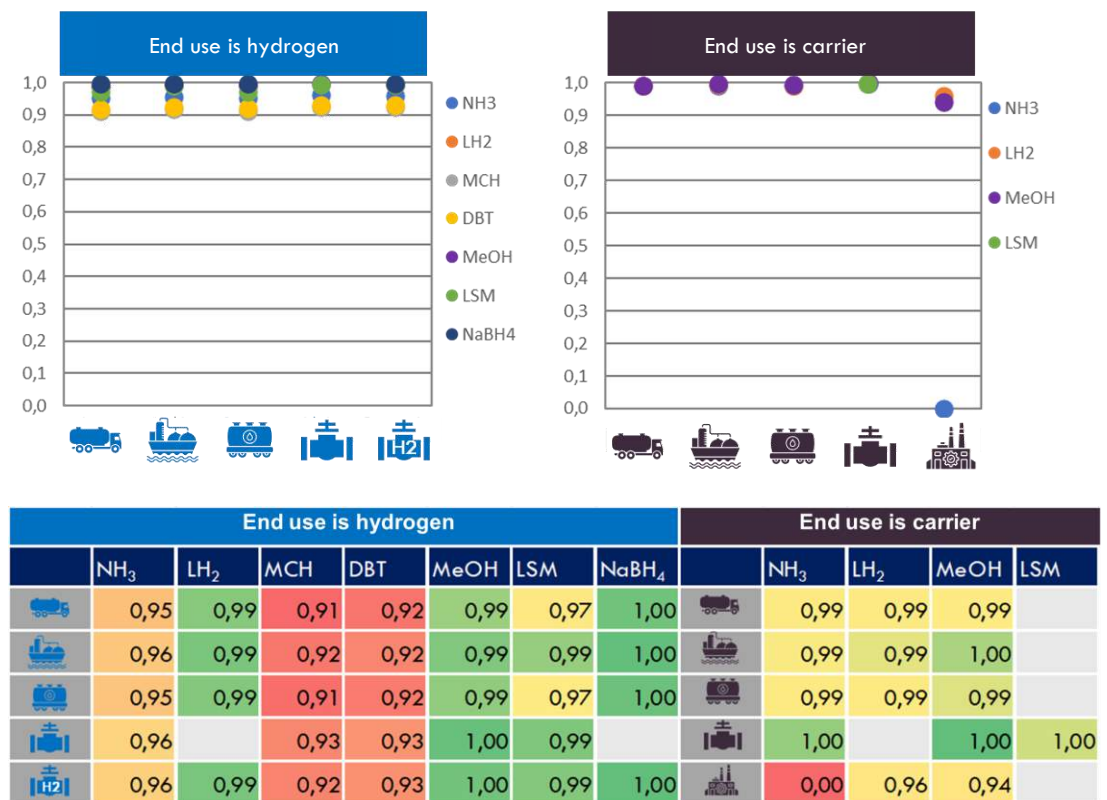 End use is hydrogen
1,0
0,9
0,8
0,7
0,6
0,5
0,4
0,3
0,2
0,1
0,0
NH3
LH2
MCH
DBT
MeOH
LSM
NaBH4
H2
End use is carrier
1,0
0,9
0,8
0,7
0,6
0,5
0,4
0,3
0,2
0,1
0,0
NH3
LH2
MeOH
LSM
End use is hydrogen End use is carrier
NH₃ LH₂ MCH DBT MeOH LSM NaBH₄ NH₃ LH₂ MeOH LSM
0,95 0,99 0,91 0,92 0,99 0,97 1,00 0,99 0,99 0,99
0,96 0,99 0,92 0,92 0,99 0,99 1,00 0,99 0,99 1,00
0,95 0,99 0,91 0,92 0,99 0,97 1,00 0,99 0,99 0,99
0,96 0,93 0,93 1,00 0,99 1,00 1,00 1,00
H2 0,96 0,99 0,92 0,93 1,00 0,99 1,00 0,00 0,96 0,94